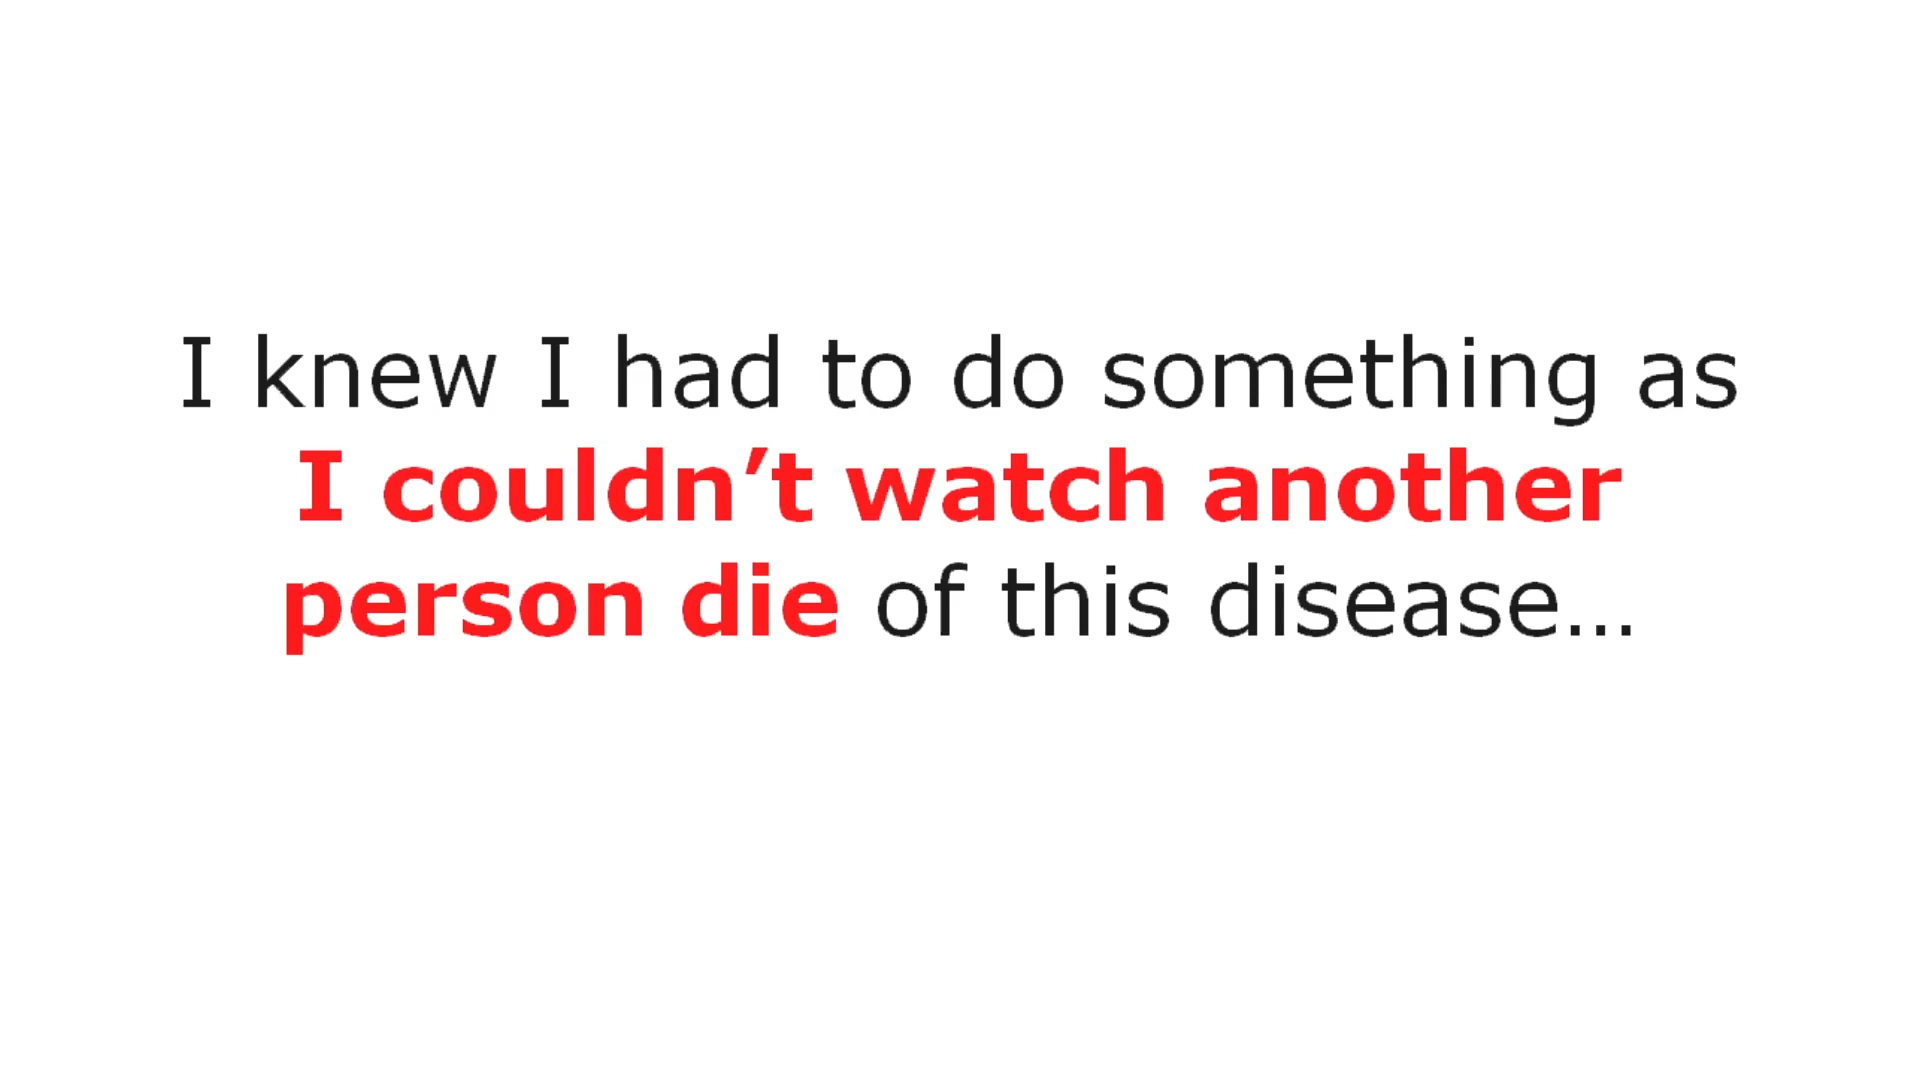 I knew I had to do something as
I couldn’t watch another
person die of this disease…